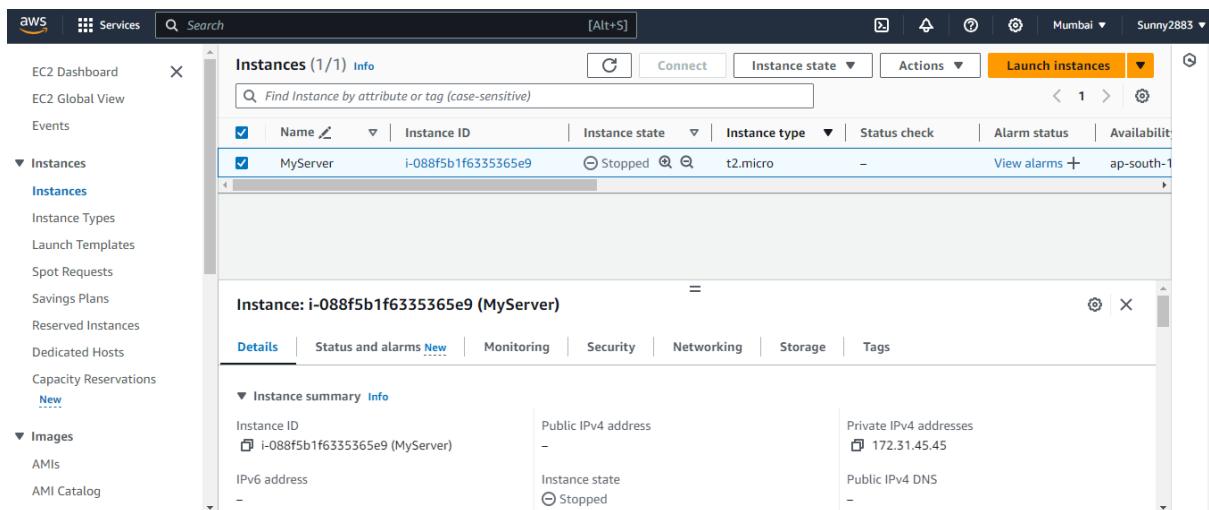 aws Services Search [Alt+S] Mumbai Sunny2883
EC2 Dashboard
EC2 Global View
Events
Instances
Instances
Instance Types
Launch Templates
Spot Requests
Savings Plans
Reserved Instances
Dedicated Hosts
Capacity Reservations
New
Images
AMIs
AMI Catalog
Instances (1/1) Info Connect Instance state Actions Launch instances
Find Instance by attribute or tag (case-sensitive) 1
Name Instance ID Instance state Instance type Status check Alarm status Availabilit
MyServer i-088f5b1f6335365e9 Stopped t2.micro – View alarms + ap-south-1
Instance: i-088f5b1f6335365e9 (MyServer)
Details Status and alarms New Monitoring Security Networking Storage Tags
Instance summary Info
Instance ID Public IPv4 address Private IPv4 addresses
i-088f5b1f6335365e9 (MyServer) – 172.31.45.45
IPv6 address Instance state Public IPv4 DNS
– Stopped –